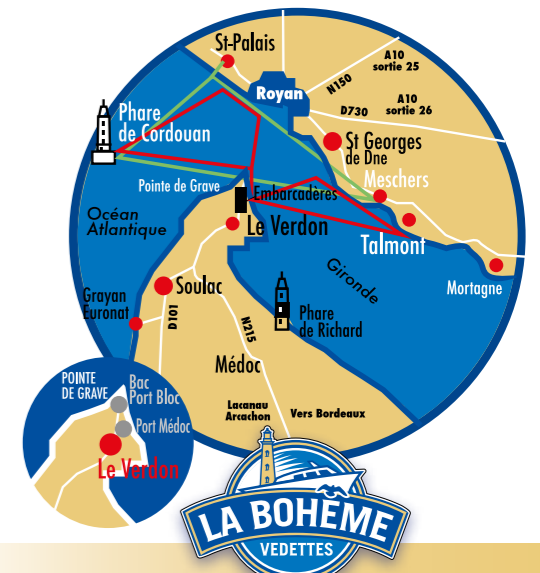 St-Palais
A10
sortie 25
N150
Royan
A10
sortie 26
D730
Phare
de Cordouan
St Georges
de Dne
Pointe de Grave
Embarcadères
Meschers
Océan
Atlantique
Le Verdon
Talmont
Gironde
Mortagne
Soulac
Grayan
Euronat
D101
N215
Phare
de Richard
Médoc
POINTE
DE GRAVE
Bac
Port Bloc
Port Médoc
Le Verdon
Lacanau
Arcachon
Vers Bordeaux
LA BOHÈME
VEDETTES